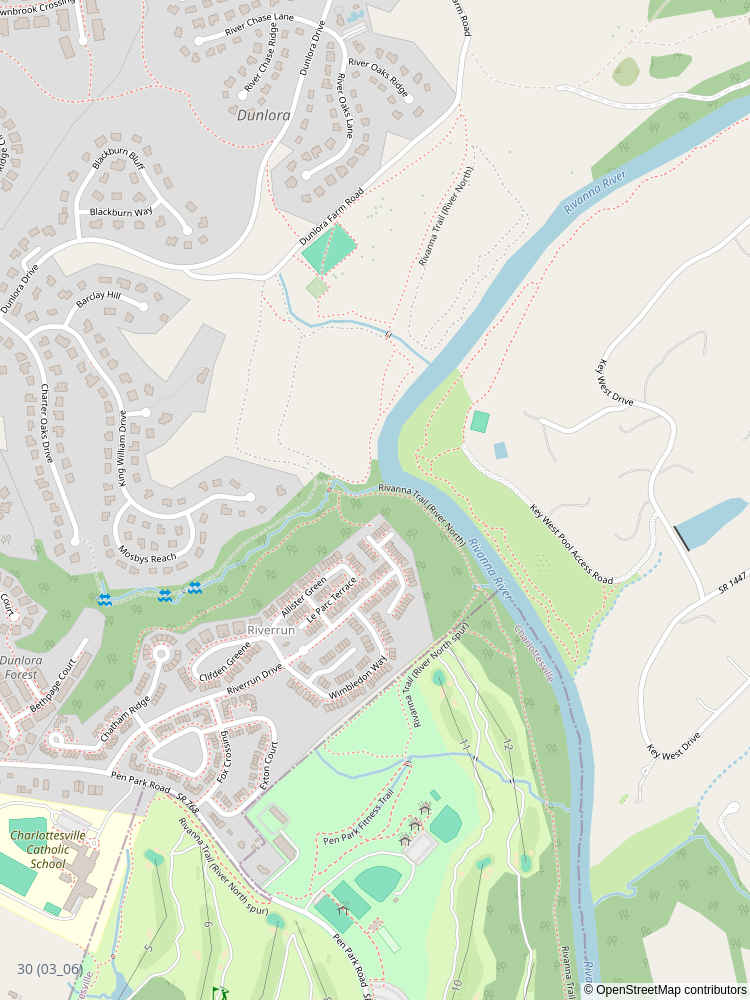 wnbrook Crossing
River Chase Lane
River Chase Ridge
Dunlora Drive
River Oaks Ridge
River Oaks Lane
Farm Road
Dunlora
Blackburn Bluff
Blackburn Way
Dunlora Farm Road
Rivanna Trail (River North)
Rivanna River
Dunlora Drive
Barclay Hill
Charter Oaks Drive
King William Drive
Key West Drive
Mosbys Reach
Rivanna Trail (River North)
Rivanna River
Key West Pool Access Road
SR 1447
Court
Allister Green
Le Parc Terrace
Riverrun
Charlottesville
Dunlora
Forest
Bethpage Court
Clifden Greene
Riverrun Drive
Wimbledon Way
Rivanna Trail (River North spur)
Chatham Ridge
Fox Crossing
Exton Court
11
12
Key West Drive
Pen Park Road
SR 768
Pen Park Fitness Trail
Charlottesville
Catholic
School
Rivanna Trail (River North spur)
5
6
Pen Park Road
10
Rivanna Trail
30 (03_06)
© OpenStreetMap contributors